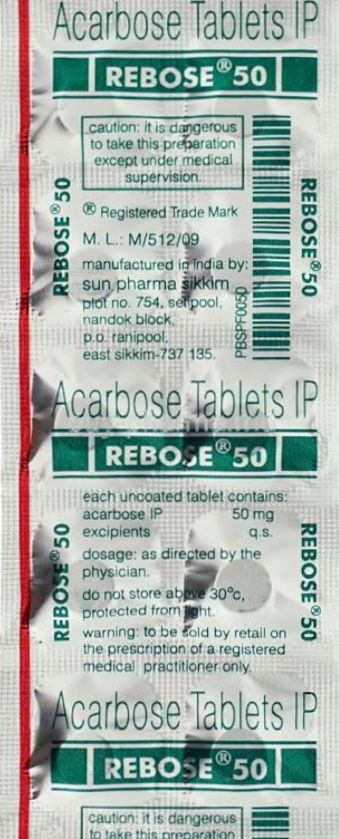 Acarbose Tablets IP
REBOSE® 50
caution: it is dangerous
to take this preparation
except under medical
supervision.
REBOSE® 50
® Registered Trade Mark
M. L.: M/512/09
manufactured in India by:
sun pharma sikkim
plot no. 754, setipool,
nandok block,
p.o. ranipool,
east sikkim-737 135.
PBSPF0050
REBOSE® 50
Acarbose Tablets IP
REBOSE® 50
REBOSE® 50
each uncoated tablet contains:
acarbose IP 50 mg
excipients q.s.
dosage: as directed by the
physician.
do not store above 30°c,
protected from light.
warning: to be sold by retail on
the prescription of a registered
medical practitioner only.
REBOSE® 50
Acarbose Tablets IP
REBOSE® 50
caution: it is dangerous
to take this preparation